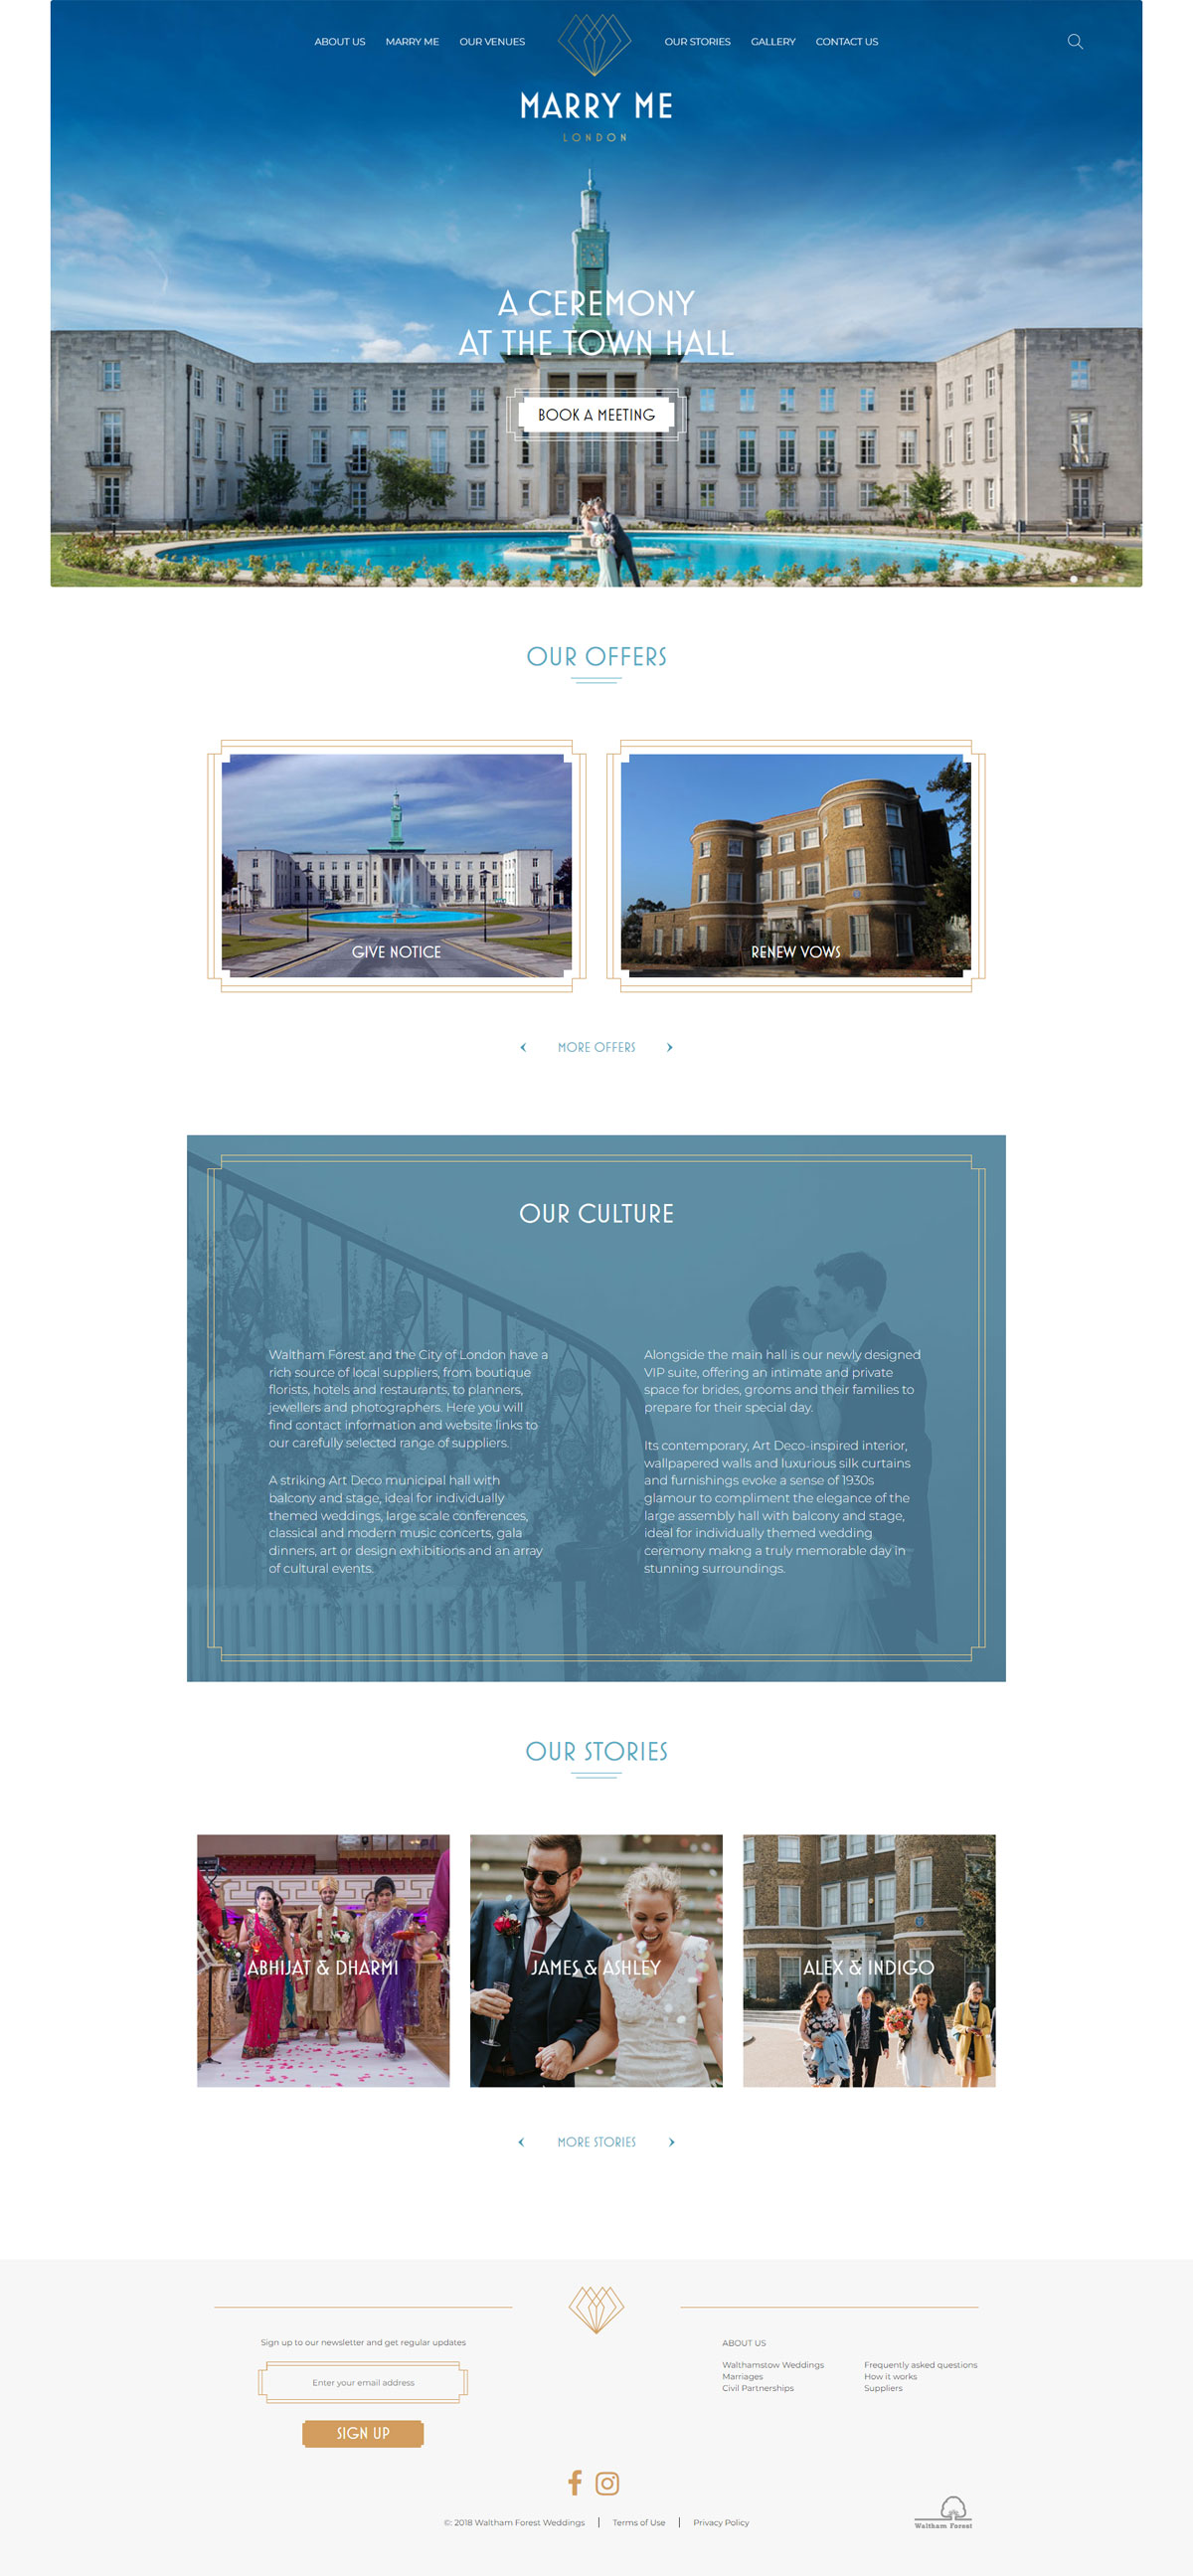 ABOUT US
MARRY ME
OUR VENUES
OUR STORIES
GALLERY
CONTACT US
MARRY ME
LONDON
A CEREMONY
AT THE TOWN HALL
BOOK A MEETING
OUR OFFERS
GIVE NOTICE
RENEW VOWS
MORE OFFERS
OUR CULTURE
Waltham Forest and the City of London have a
rich source of local suppliers, from boutique
florists, hotels and restaurants, to planners,
jewellers and photographers. Here you will
find contact information and website links to
our carefully selected range of suppliers.
A striking Art Deco municipal hall with
balcony and stage, ideal for individually
themed weddings, large scale conferences,
classical and modern music concerts, gala
dinners, art or design exhibitions and an array
of cultural events.
Alongside the main hall is our newly designed
VIP suite, offering an intimate and private
space for brides, grooms and their families to
prepare for their special day.
Its contemporary, Art Deco-inspired interior,
wallpapered walls and luxurious silk curtains
and furnishings evoke a sense of 1930s
glamour to compliment the elegance of the
large assembly hall with balcony and stage,
ideal for individually themed wedding
ceremony makng a truly memorable day in
stunning surroundings.
OUR STORIES
ABHIJAT & DHARMI
JAMES & ASHLEY
ALEX & INDIGO
MORE STORIES
Sign up to our newsletter and get regular updates
Enter your email address
SIGN UP
ABOUT US
Walthamstow Weddings
Marriages
Civil Partnerships
Frequently asked questions
How it works
Suppliers
©: 2018 Waltham Forest Weddings | Terms of Use | Privacy Policy
Waltham Forest